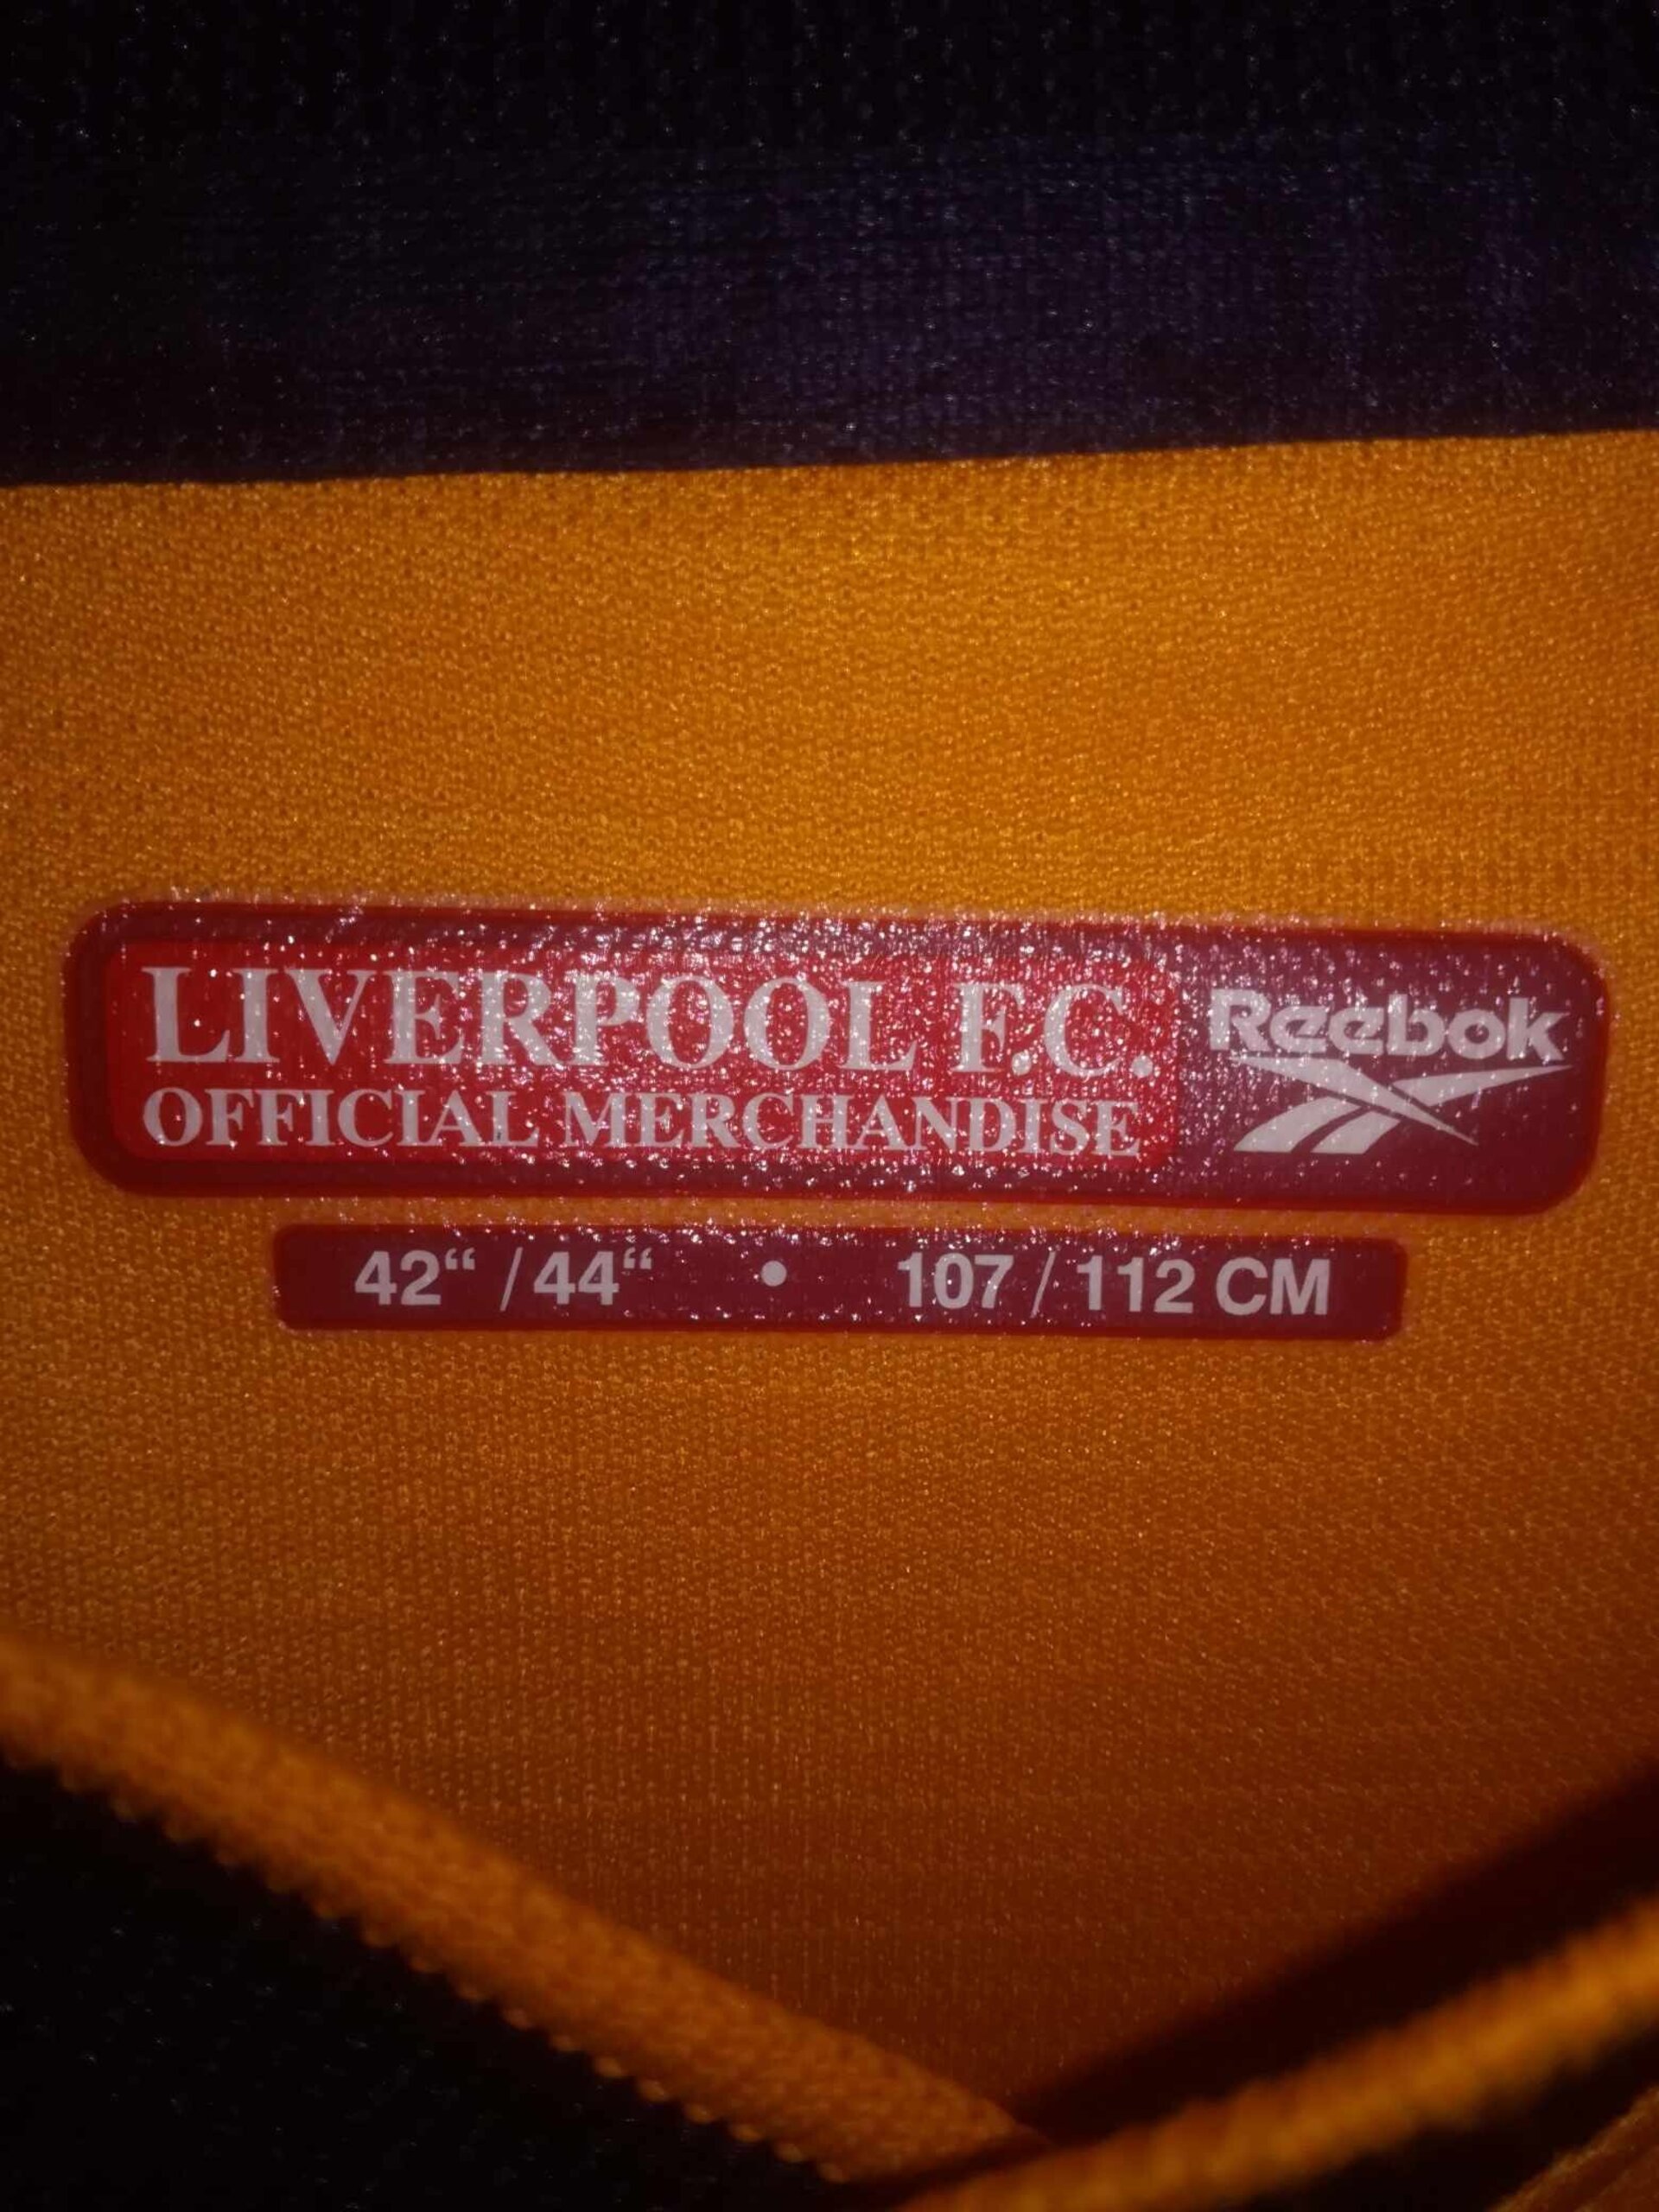 LIVERPOOL F.C.
OFFICIAL MERCHANDISE
Reebok
42“ / 44“ • 107 / 112 CM